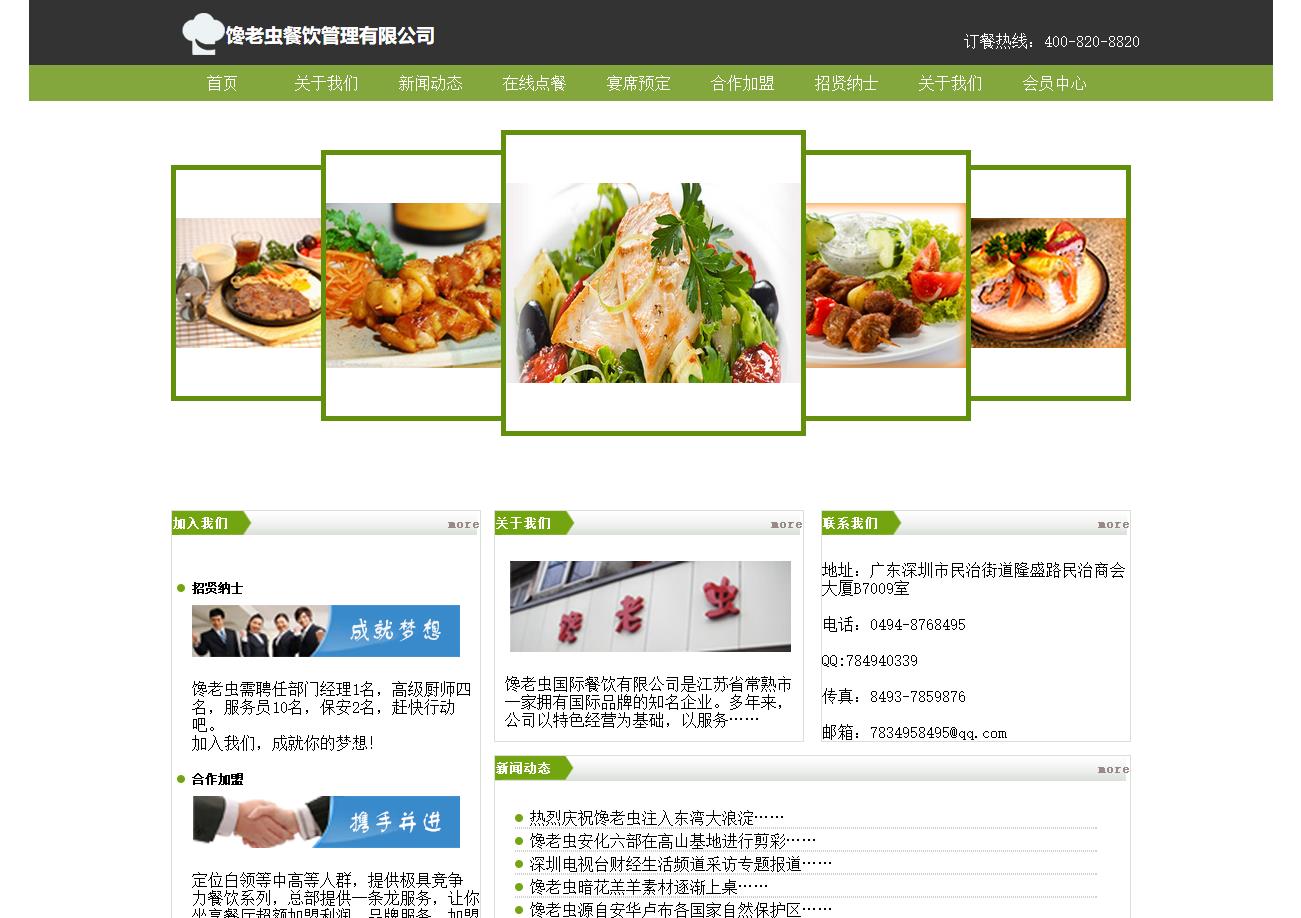 馋老虫餐饮管理有限公司
订餐热线：400-820-8820
首页 关于我们 新闻动态 在线点餐 宴席预定 合作加盟 招贤纳士 关于我们 会员中心
加入我们 more
招贤纳士
成就梦想
馋老虫需聘任部门经理1名，高级厨师四
名，服务员10名，保安2名，赶快行动
吧。
加入我们，成就你的梦想！
合作加盟
携手并进
定位白领等中高等人群，提供极具竞争
力餐饮系列，总部提供一条龙服务，让你
坐享餐厅超额加盟利润。品牌服务，加盟
关于我们 more
馋老虫
馋老虫国际餐饮有限公司是江苏省常熟市
一家拥有国际品牌的知名企业。多年来，
公司以特色经营为基础，以服务……
联系我们 more
地址：广东深圳市民治街道隆盛路民治商会
大厦B7009室
电话：0494-8768495
QQ:784940339
传真：8493-7859876
邮箱：7834958495@qq.com
新闻动态 more
热烈庆祝馋老虫注入东湾大浪淀……
馋老虫安化六部在高山基地进行剪彩……
深圳电视台财经生活频道采访专题报道……
馋老虫暗花羔羊素材逐渐上桌……
馋老虫源自安华卢布各国家自然保护区……